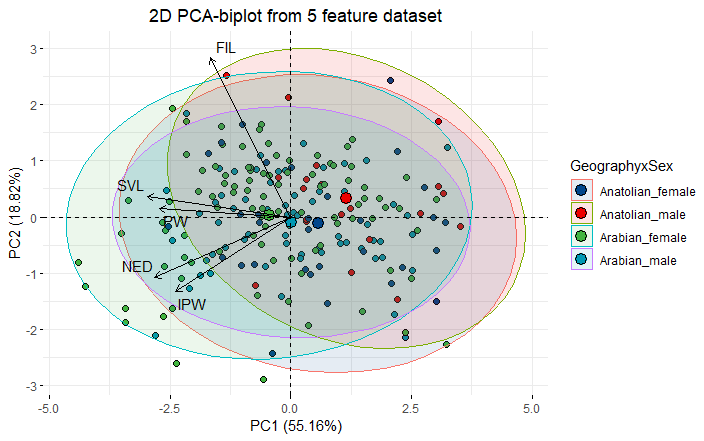 2D PCA-biplot from 5 feature dataset
FIL
SVL
PW
NED
IPW
3
2
1
0
-1
-2
-3
PC2 (18.82%)
-5.0
-2.5
0.0
2.5
5.0
PC1 (55.16%)
GeographyxSex
Anatolian_female
Anatolian_male
Arabian_female
Arabian_male